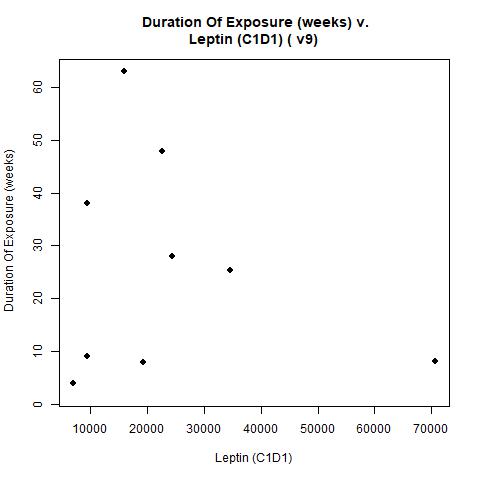 Duration Of Exposure (weeks) v.
Leptin (C1D1) ( v9)
Duration Of Exposure (weeks)
60
50
40
30
20
10
0
10000 20000 30000 40000 50000 60000 70000
Leptin (C1D1)